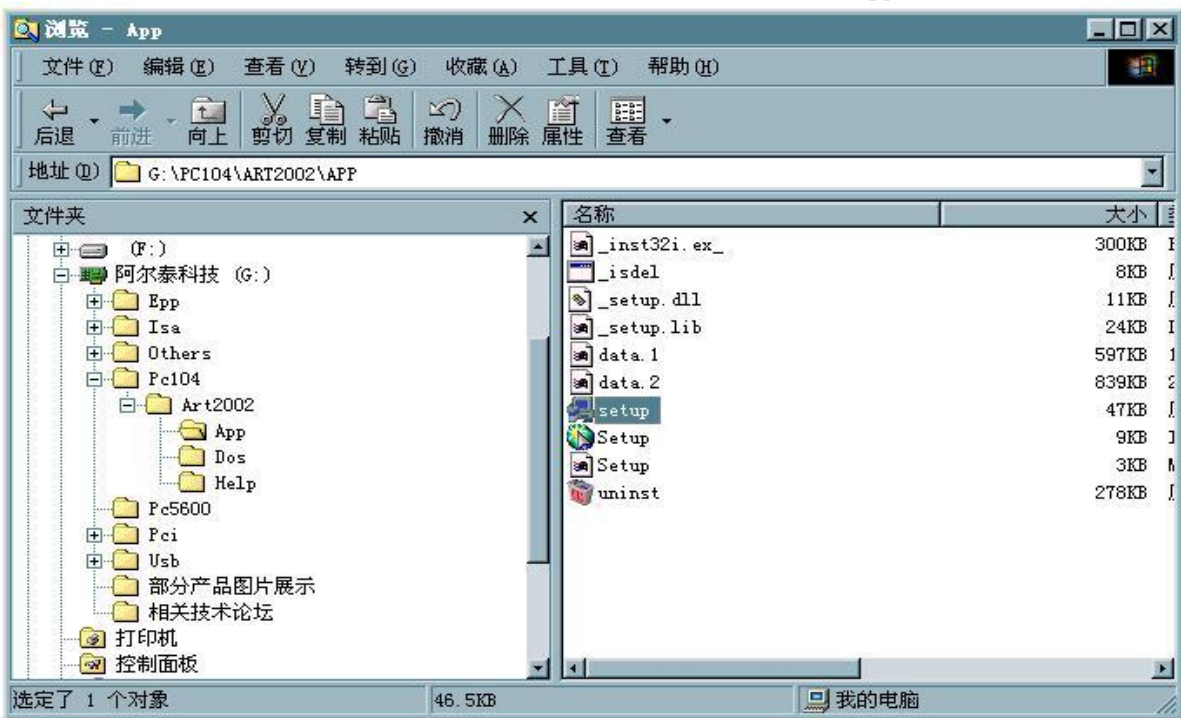 浏览 - App
文件(F) 编辑(E) 查看(V) 转到(G) 收藏(A) 工具(T) 帮助(H)
后退 前进 向上 剪切 复制 粘贴 撤消 删除 属性 查看
地址(D) G:\PC104\ART2002\APP
文件夹
(F:)
阿尔泰科技 (G:)
Epp
Isa
Others
Pc104
Art2002
App
Dos
Help
Pc5600
Pci
Usb
部分产品图片展示
相关技术论坛
打印机
控制面板
名称 大小
_inst32i.ex_ 300KB
_isdel 8KB
_setup.dll 11KB
_setup.lib 24KB
data.1 597KB
data.2 839KB
setup 47KB
Setup 9KB
Setup 3KB
uninst 278KB
选定了 1 个对象 46.5KB 我的电脑